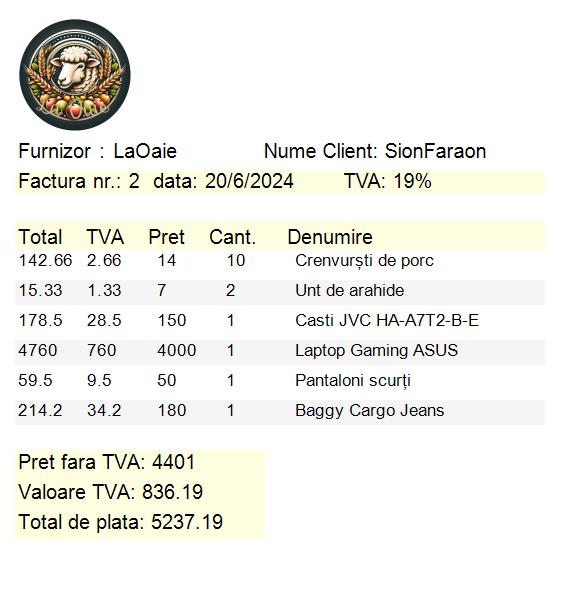 La Oaie
Furnizor : LaOaie Nume Client: SionFaraon
Factura nr.: 2 data: 20/6/2024 TVA: 19%
Total TVA Pret Cant. Denumire
142.66 2.66 14 10 Crenvurști de porc
15.33 1.33 7 2 Unt de arahide
178.5 28.5 150 1 Casti JVC HA-A7T2-B-E
4760 760 4000 1 Laptop Gaming ASUS
59.5 9.5 50 1 Pantaloni scurți
214.2 34.2 180 1 Baggy Cargo Jeans
Pret fara TVA: 4401
Valoare TVA: 836.19
Total de plata: 5237.19